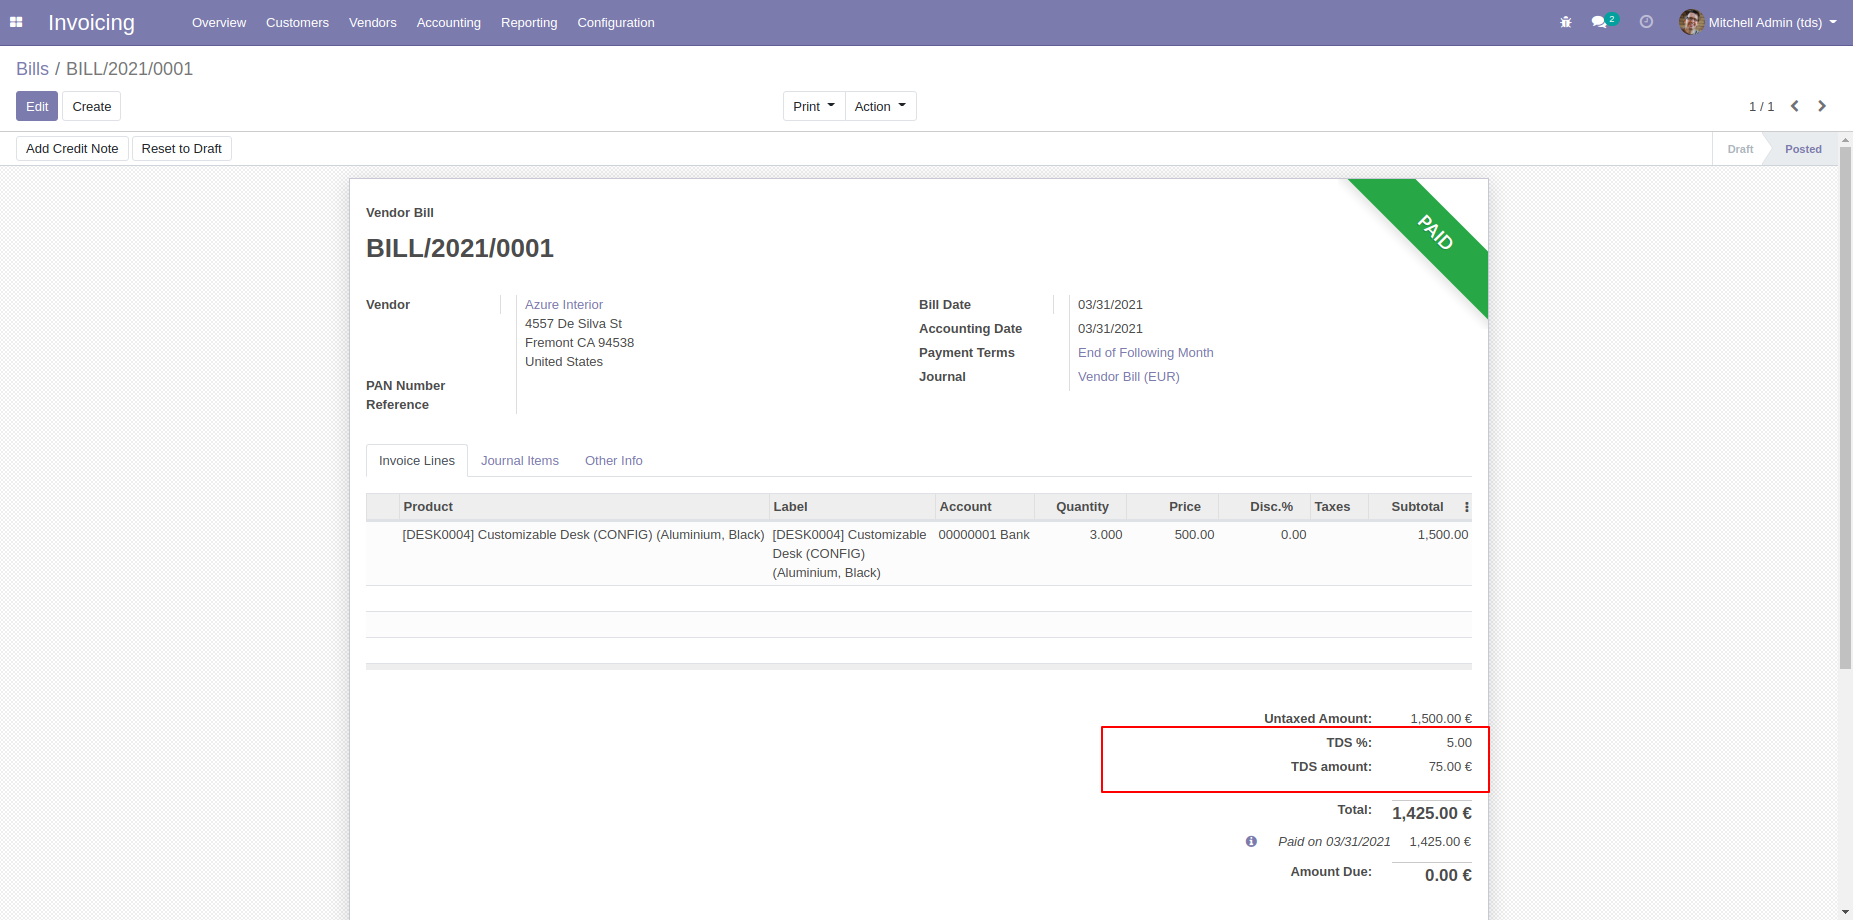 Invoicing Overview Customers Vendors Accounting Reporting Configuration 2 Mitchell Admin (tds)
Bills / BILL/2021/0001
Edit Create Print Action 1 / 1
Add Credit Note Reset to Draft Draft Posted
PAID
Vendor Bill
BILL/2021/0001
Vendor Azure Interior Bill Date 03/31/2021
4557 De Silva St Accounting Date 03/31/2021
Fremont CA 94538 Payment Terms End of Following Month
United States Journal Vendor Bill (EUR)
PAN Number
Reference
Invoice Lines Journal Items Other Info
Product Label Account Quantity Price Disc.% Taxes Subtotal
[DESK0004] Customizable Desk (CONFIG) (Aluminium, Black) [DESK0004] Customizable 00000001 Bank 3.000 500.00 0.00 1,500.00
Desk (CONFIG)
(Aluminium, Black)
Untaxed Amount: 1,500.00 €
TDS %: 5.00
TDS amount: 75.00 €
Total: 1,425.00 €
Paid on 03/31/2021 1,425.00 €
Amount Due: 0.00 €